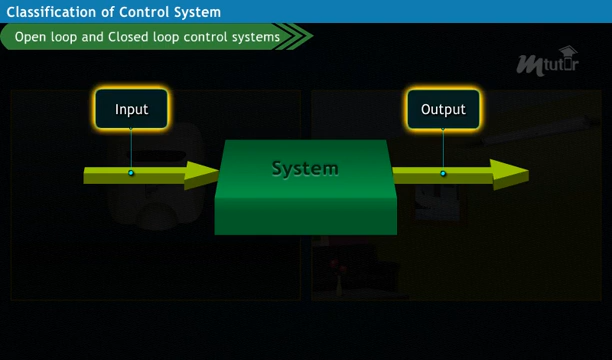 Classification of Control System
Open loop and Closed loop control systems
Mtutor
Input
Output
System